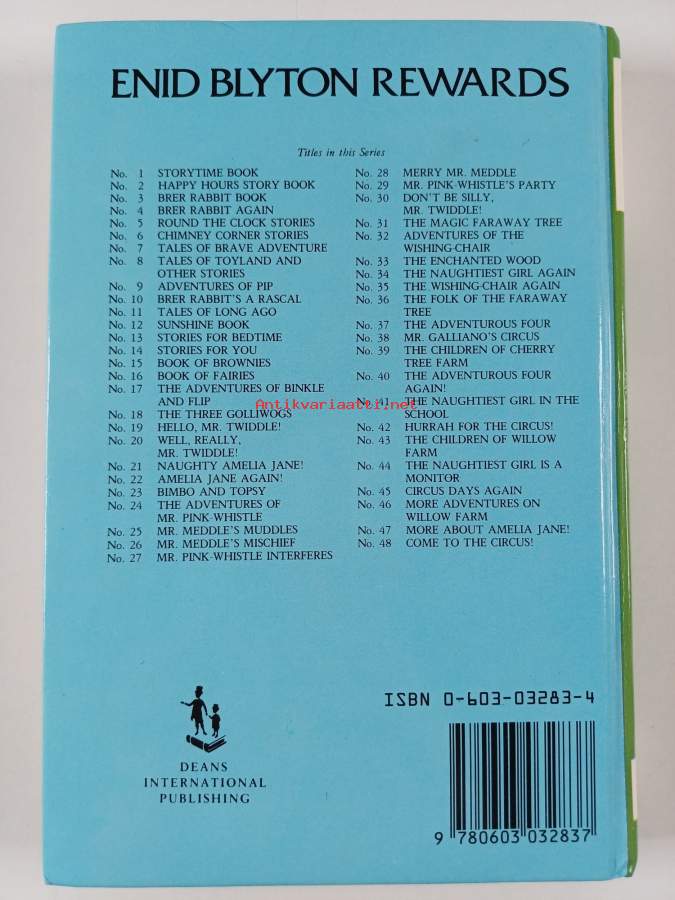 ENID BLYTON REWARDS
Titles in this Series
No. 1 STORYTIME BOOK
No. 2 HAPPY HOURS STORY BOOK
No. 3 BRER RABBIT BOOK
No. 4 BRER RABBIT AGAIN
No. 5 ROUND THE CLOCK STORIES
No. 6 CHIMNEY CORNER STORIES
No. 7 TALES OF BRAVE ADVENTURE
No. 8 TALES OF TOYLAND AND
OTHER STORIES
No. 9 ADVENTURES OF PIP
No. 10 BRER RABBIT'S A RASCAL
No. 11 TALES OF LONG AGO
No. 12 SUNSHINE BOOK
No. 13 STORIES FOR BEDTIME
No. 14 STORIES FOR YOU
No. 15 BOOK OF BROWNIES
No. 16 BOOK OF FAIRIES
No. 17 THE ADVENTURES OF BINKLE
AND FLIP
No. 18 THE THREE GOLLIWOGS
No. 19 HELLO, MR. TWIDDLE!
No. 20 WELL, REALLY,
MR. TWIDDLE!
No. 21 NAUGHTY AMELIA JANE!
No. 22 AMELIA JANE AGAIN!
No. 23 BIMBO AND TOPSY
No. 24 THE ADVENTURES OF
MR. PINK-WHISTLE
No. 25 MR. MEDDLE'S MUDDLES
No. 26 MR. MEDDLE'S MISCHIEF
No. 27 MR. PINK-WHISTLE INTERFERES
No. 28 MERRY MR. MEDDLE
No. 29 MR. PINK-WHISTLE'S PARTY
No. 30 DON'T BE SILLY,
MR. TWIDDLE!
No. 31 THE MAGIC FARAWAY TREE
No. 32 ADVENTURES OF THE
WISHING-CHAIR
No. 33 THE ENCHANTED WOOD
No. 34 THE NAUGHTIEST GIRL AGAIN
No. 35 THE WISHING-CHAIR AGAIN
No. 36 THE FOLK OF THE FARAWAY
TREE
No. 37 THE ADVENTUROUS FOUR
No. 38 MR. GALLIANO'S CIRCUS
No. 39 THE CHILDREN OF CHERRY
TREE FARM
No. 40 THE ADVENTUROUS FOUR
AGAIN!
No. 41 THE NAUGHTIEST GIRL IN THE
SCHOOL
No. 42 HURRAH FOR THE CIRCUS!
No. 43 THE CHILDREN OF WILLOW
FARM
No. 44 THE NAUGHTIEST GIRL IS A
MONITOR
No. 45 CIRCUS DAYS AGAIN
No. 46 MORE ADVENTURES ON
WILLOW FARM
No. 47 MORE ABOUT AMELIA JANE!
No. 48 COME TO THE CIRCUS!
Antikvariaatti.net
DEANS
INTERNATIONAL
PUBLISHING
ISBN 0-603-03283-4
9 780603 032837